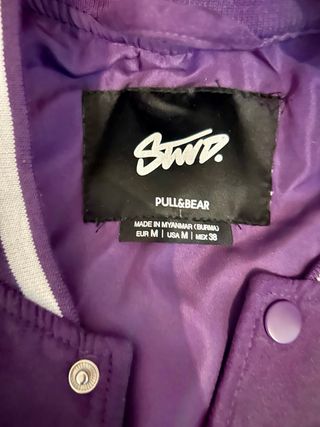 STWD.
PULL&BEAR
MADE IN MYANMAR (BURMA)
EUR M | USA M | MEX 38